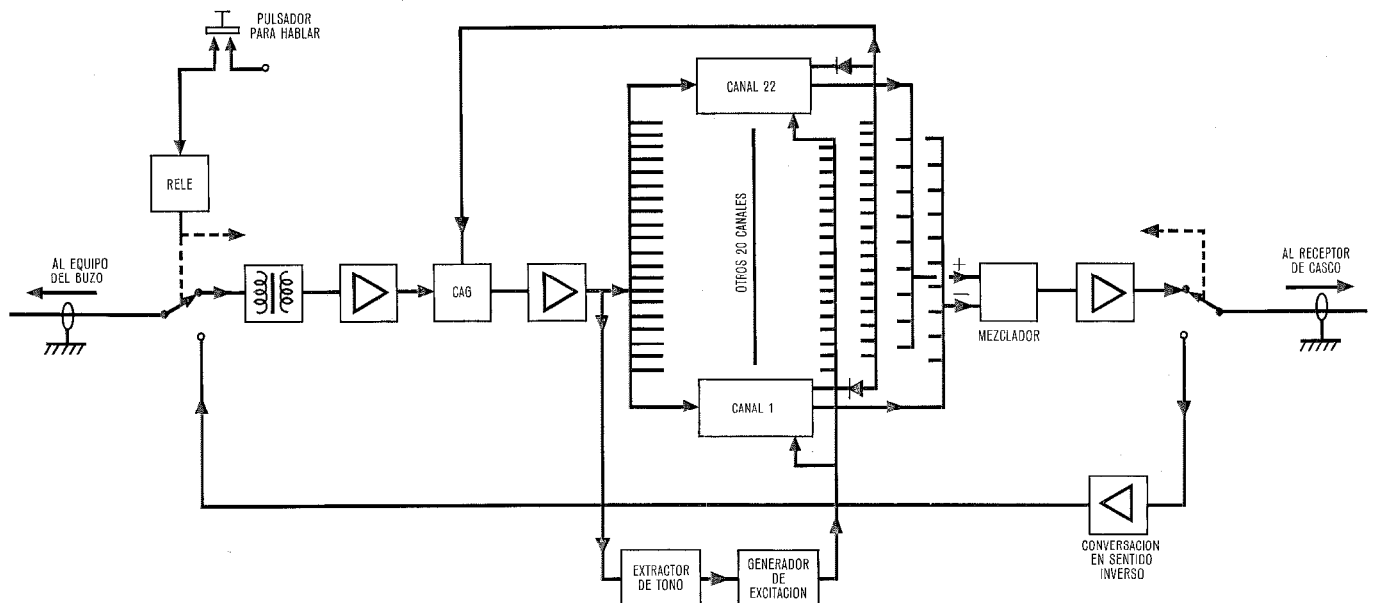 PULSADOR
PARA HABLAR
RELE
AL EQUIPO
DEL BUZO
CAG
CANAL 22
OTROS 20 CANALES
CANAL 1
+
−
MEZCLADOR
AL RECEPTOR
DE CASCO
CONVERSACION
EN SENTIDO
INVERSO
EXTRACTOR
DE TONO
GENERADOR
DE
EXCITACION